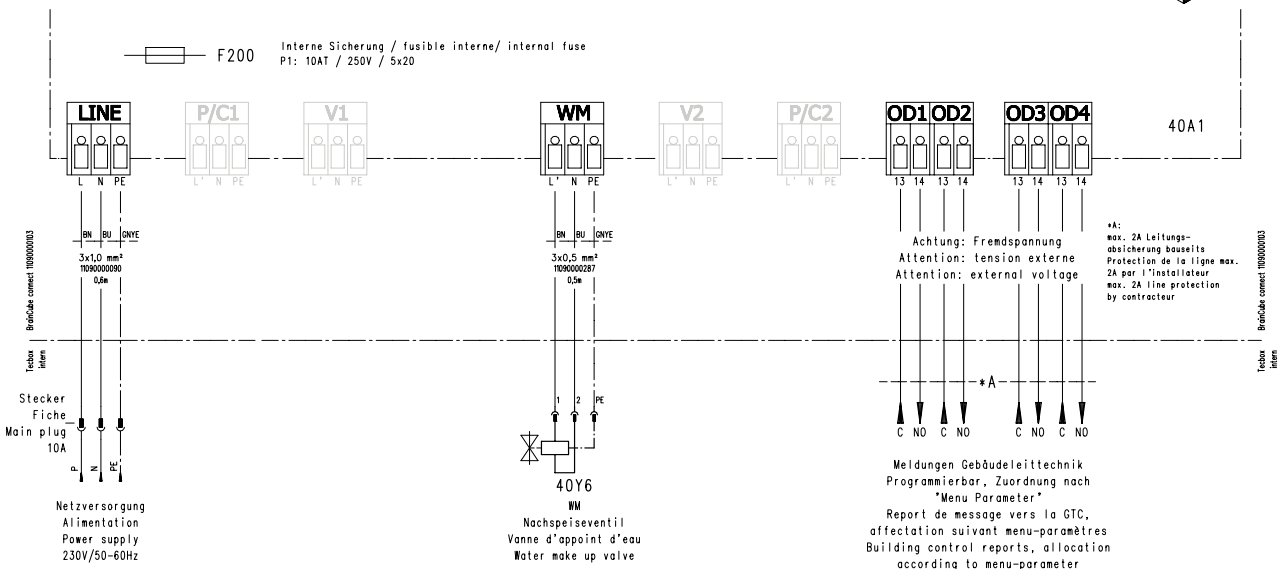 F200
Interne Sicherung / fusible interne/ internal fuse
P1: 10AT / 250V / 5x20
LINE P/C1 V1 WM V2 P/C2 OD1 OD2 OD3 OD4
40A1
L N PE L' N PE L' N PE L' N PE L' N PE L' N PE 13 14 13 14 13 14 13 14
BN BU GNYE
3x1,0 mm²
11090000090
0,6m
BN BU GNYE
3x0,5 mm²
11090000287
0,5m
Achtung: Fremdspannung
Attention: tension externe
Attention: external voltage
*A:
max. 2A Leitungs-
absicherung bauseits
Protection de la ligne max.
2A par l'installateur
max. 2A line protection
by contracteur
BrainCube connect 11090000103
Tecbox
intern
BrainCube connect 11090000103
Tecbox
intern
Stecker
Fiche
Main plug
10A
P N PE
Netzversorgung
Alimentation
Power supply
230V/50-60Hz
1 2 PE
40Y6
WM
Nachspeiseventil
Vanne d'appoint d'eau
Water make up valve
*A
C NO C NO C NO C NO
Meldungen Gebäudeleittechnik
Programmierbar, Zuordnung nach
"Menu Parameter"
Report de message vers la GTC,
affectation suivant menu-paramètres
Building control reports, allocation
according to menu-parameter